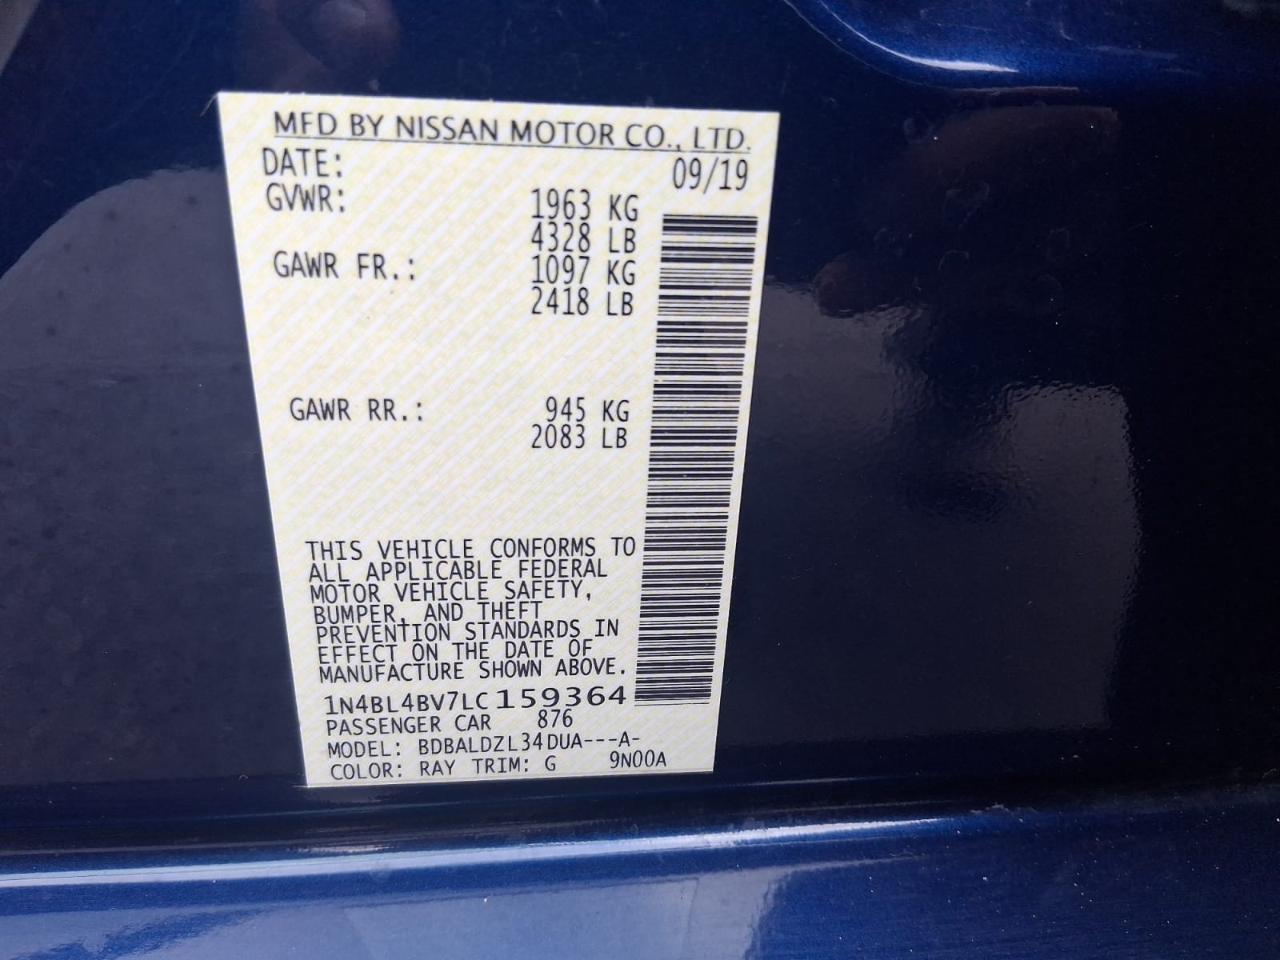 MFD BY NISSAN MOTOR CO., LTD.
DATE: 09/19
GVWR: 1963 KG
4328 LB
GAWR FR.: 1097 KG
2418 LB
GAWR RR.: 945 KG
2083 LB
THIS VEHICLE CONFORMS TO
ALL APPLICABLE FEDERAL
MOTOR VEHICLE SAFETY,
BUMPER, AND THEFT
PREVENTION STANDARDS IN
EFFECT ON THE DATE OF
MANUFACTURE SHOWN ABOVE.
1N4BL4BV7LC159364
PASSENGER CAR 876
MODEL: BDBALDZL34DUA---A-
COLOR: RAY TRIM: G 9N00A